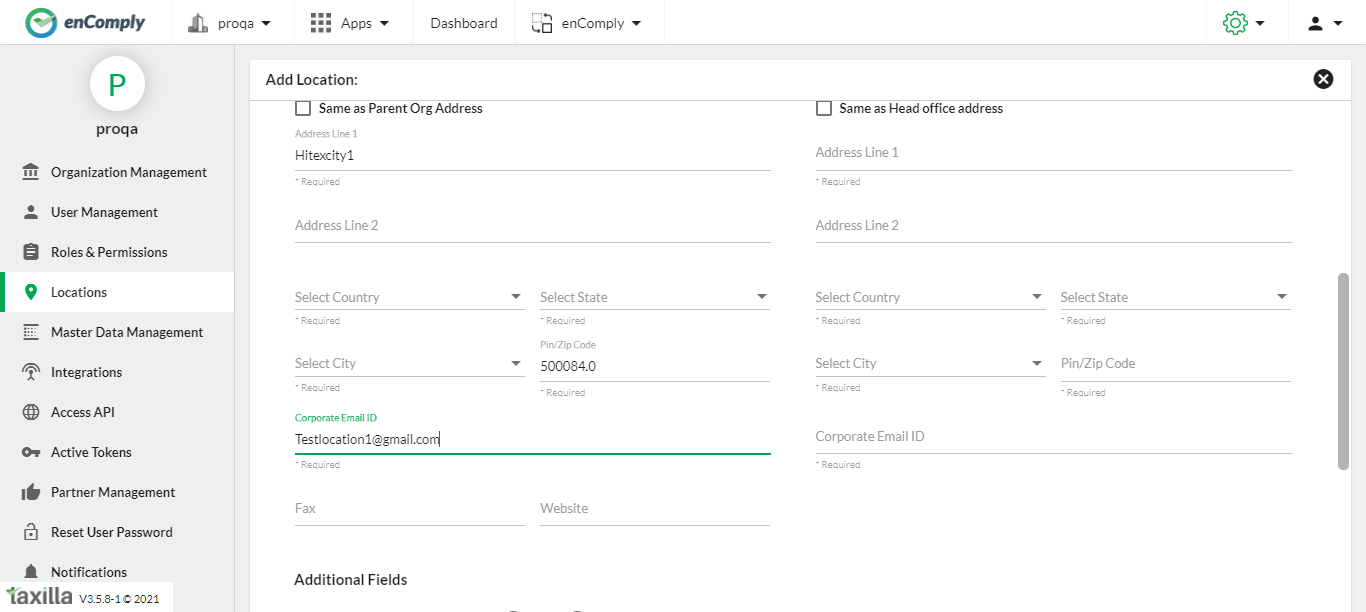 enComply
proqa
Apps
Dashboard
enComply
P
proqa
Organization Management
User Management
Roles & Permissions
Locations
Master Data Management
Integrations
Access API
Active Tokens
Partner Management
Reset User Password
Notifications
taxilla V3.5.8-1 © 2021
Add Location:
Same as Parent Org Address
Address Line 1
Hitexcity1
* Required
Address Line 2
Select Country
* Required
Select State
* Required
Select City
* Required
Pin/Zip Code
500084.0
* Required
Corporate Email ID
Testlocation1@gmail.com
* Required
Fax
Website
Same as Head office address
Address Line 1
* Required
Address Line 2
Select Country
* Required
Select State
* Required
Select City
* Required
Pin/Zip Code
* Required
Corporate Email ID
* Required
Additional Fields